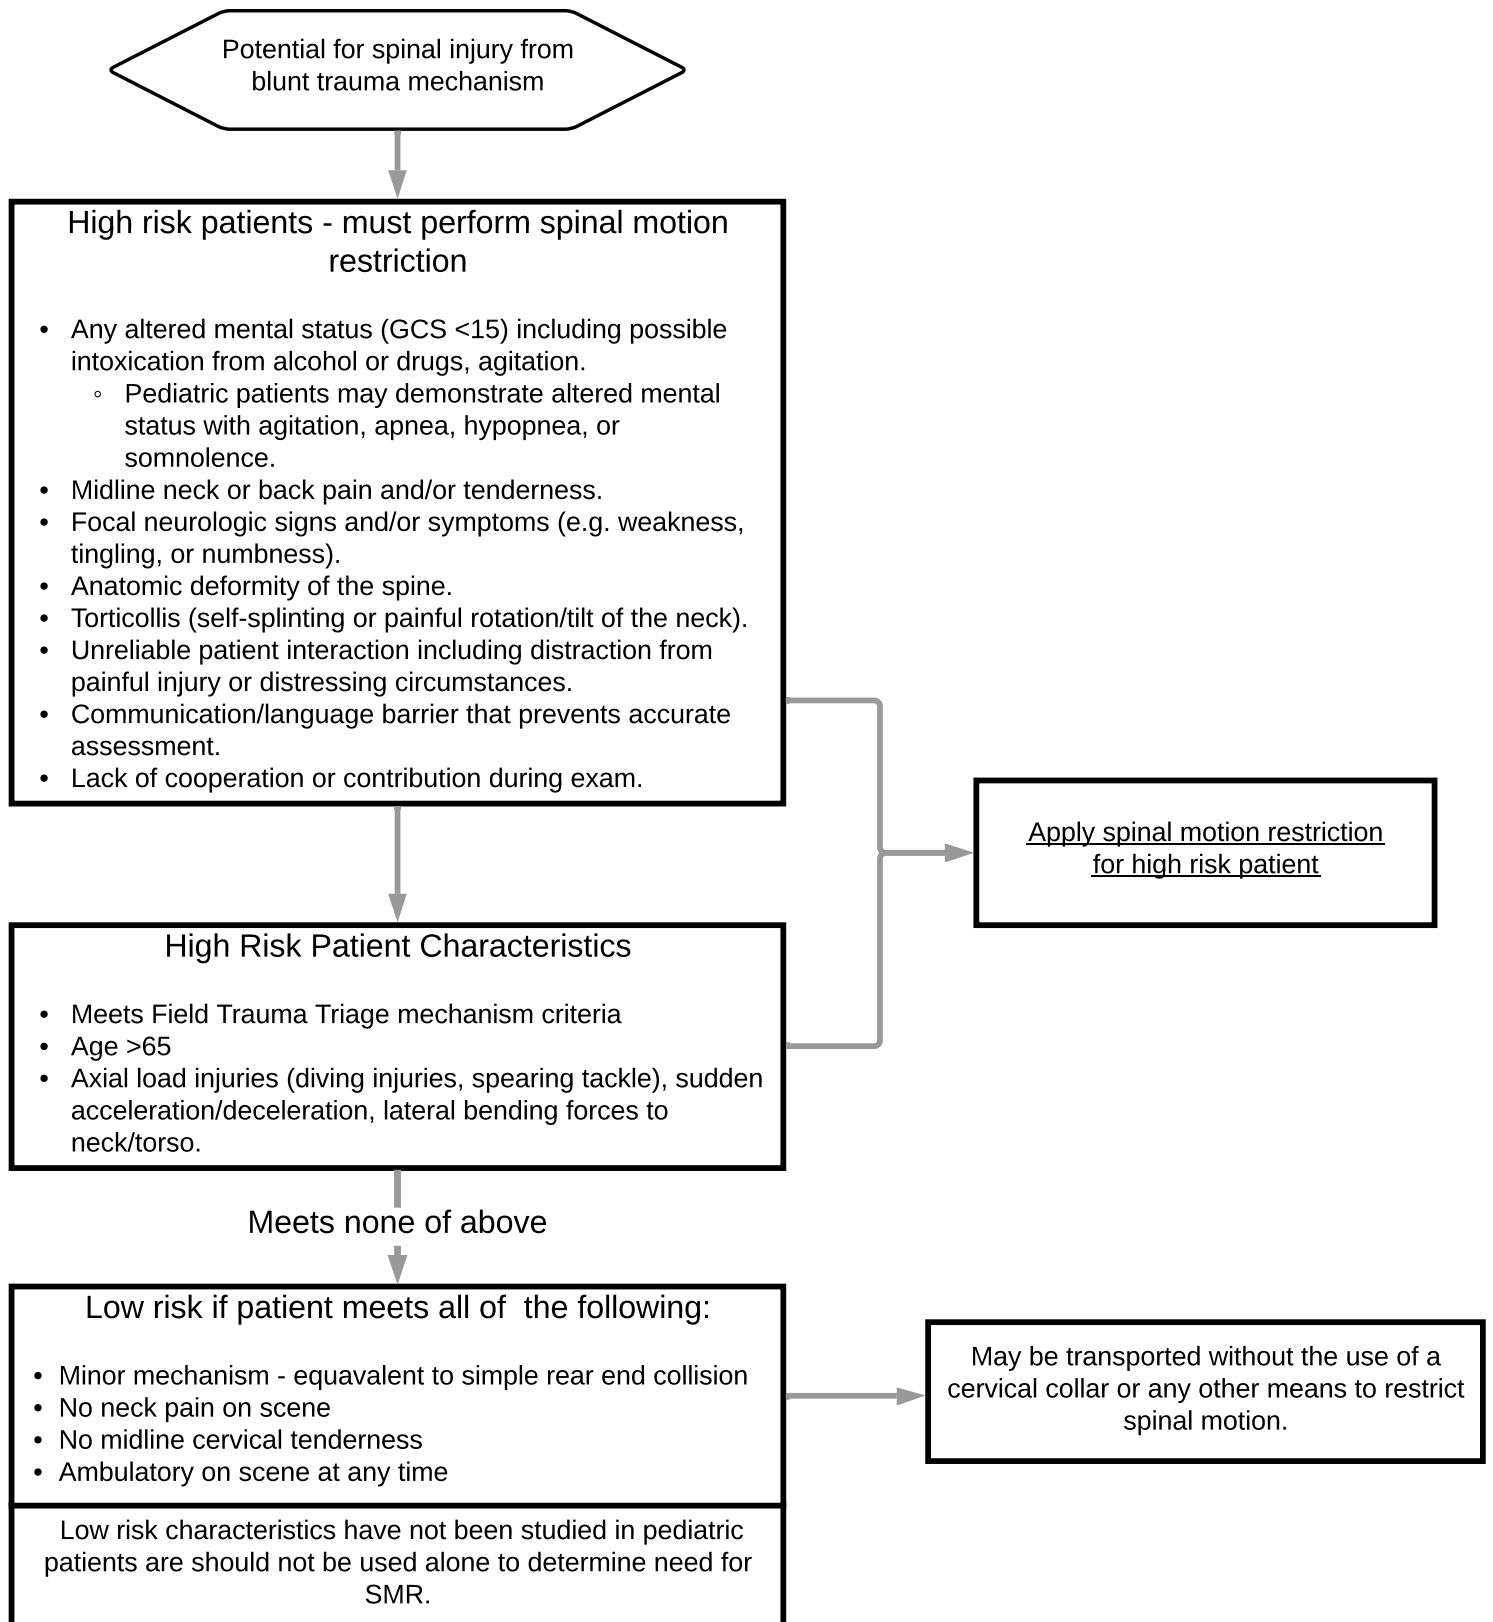 Potential for spinal injury from
blunt trauma mechanism
High risk patients - must perform spinal motion
restriction
• Any altered mental status (GCS <15) including possible
intoxication from alcohol or drugs, agitation.
◦ Pediatric patients may demonstrate altered mental
status with agitation, apnea, hypopnea, or
somnolence.
• Midline neck or back pain and/or tenderness.
• Focal neurologic signs and/or symptoms (e.g. weakness,
tingling, or numbness).
• Anatomic deformity of the spine.
• Torticollis (self-splinting or painful rotation/tilt of the neck).
• Unreliable patient interaction including distraction from
painful injury or distressing circumstances.
• Communication/language barrier that prevents accurate
assessment.
• Lack of cooperation or contribution during exam.
Apply spinal motion restriction
for high risk patient
High Risk Patient Characteristics
• Meets Field Trauma Triage mechanism criteria
• Age >65
• Axial load injuries (diving injuries, spearing tackle), sudden
acceleration/deceleration, lateral bending forces to
neck/torso.
Meets none of above
Low risk if patient meets all of  the following:
• Minor mechanism - equavalent to simple rear end collision
• No neck pain on scene
• No midline cervical tenderness
• Ambulatory on scene at any time
May be transported without the use of a
cervical collar or any other means to restrict
spinal motion.
Low risk characteristics have not been studied in pediatric
patients are should not be used alone to determine need for
SMR.